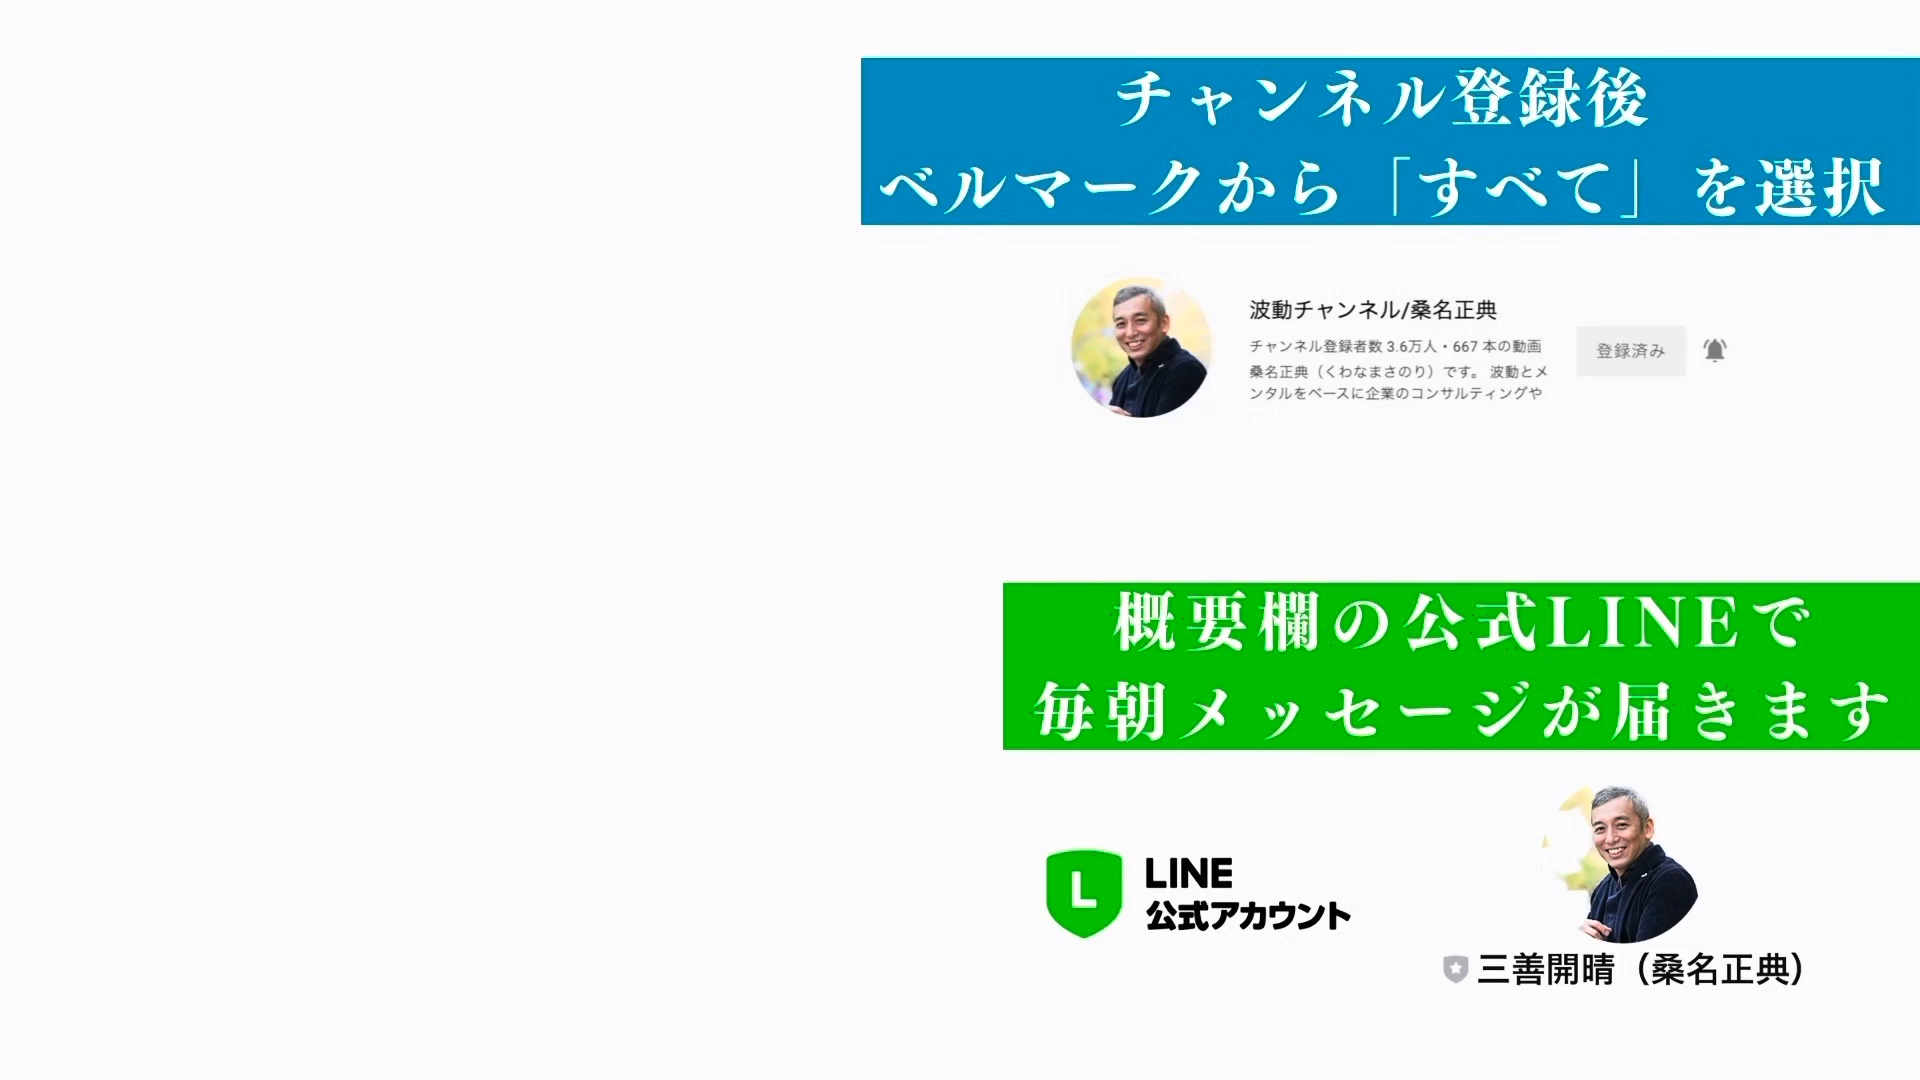 チャンネル登録後
ベルマークから「すべて」を選択
波動チャンネル/桑名正典
チャンネル登録者数 3.6万人・667 本の動画
桑名正典（くわなまさのり）です。 波動とメ
ンタルをベースに企業のコンサルティングや
登録済み
概要欄の公式LINEで
毎朝メッセージが届きます
L
LINE
公式アカウント
三善開晴（桑名正典）